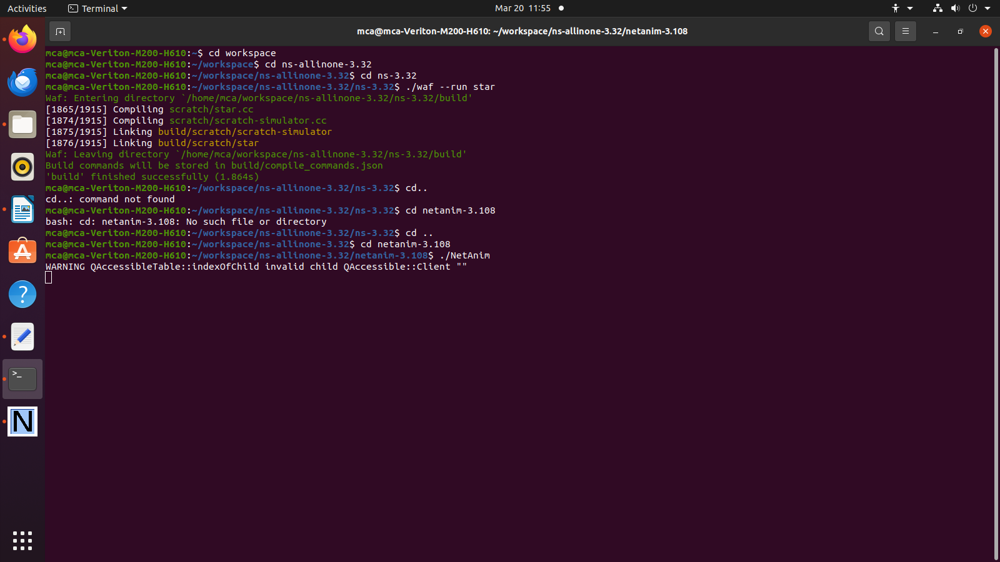 Activities
Terminal
Mar 20 11:55
mca@mca-Veriton-M200-H610: ~/workspace/ns-allinone-3.32/netanim-3.108
mca@mca-Veriton-M200-H610:~$ cd workspace
mca@mca-Veriton-M200-H610:~/workspace$ cd ns-allinone-3.32
mca@mca-Veriton-M200-H610:~/workspace/ns-allinone-3.32$ cd ns-3.32
mca@mca-Veriton-M200-H610:~/workspace/ns-allinone-3.32/ns-3.32$ ./waf --run star
Waf: Entering directory `/home/mca/workspace/ns-allinone-3.32/ns-3.32/build'
[1865/1915] Compiling scratch/star.cc
[1874/1915] Compiling scratch/scratch-simulator.cc
[1875/1915] Linking build/scratch/scratch-simulator
[1876/1915] Linking build/scratch/star
Waf: Leaving directory `/home/mca/workspace/ns-allinone-3.32/ns-3.32/build'
Build commands will be stored in build/compile_commands.json
'build' finished successfully (1.864s)
mca@mca-Veriton-M200-H610:~/workspace/ns-allinone-3.32/ns-3.32$ cd..
cd..: command not found
mca@mca-Veriton-M200-H610:~/workspace/ns-allinone-3.32/ns-3.32$ cd netanim-3.108
bash: cd: netanim-3.108: No such file or directory
mca@mca-Veriton-M200-H610:~/workspace/ns-allinone-3.32/ns-3.32$ cd ..
mca@mca-Veriton-M200-H610:~/workspace/ns-allinone-3.32$ cd netanim-3.108
mca@mca-Veriton-M200-H610:~/workspace/ns-allinone-3.32/netanim-3.108$ ./NetAnim
WARNING QAccessibleTable::indexOfChild invalid child QAccessible::Client ""
N